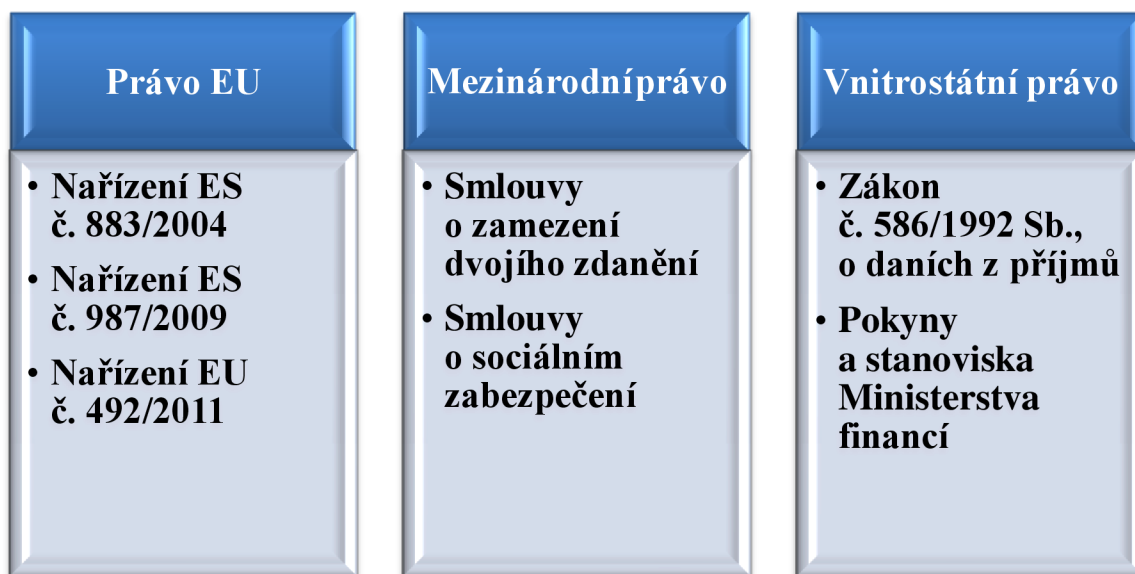 Právo EU
• Nařízení ES
č. 883/2004
• Nařízení ES
č. 987/2009
• Nařízení EU
č. 492/2011
Mezinárodníprávo
• Smlouvy
o zamezení
dvojího zdanění
• Smlouvy
o sociálním
zabezpečení
Vnitrostátní právo
• Zákon
č. 586/1992 Sb.,
o daních z příjmů
• Pokyny
a stanoviska
Ministerstva
financí